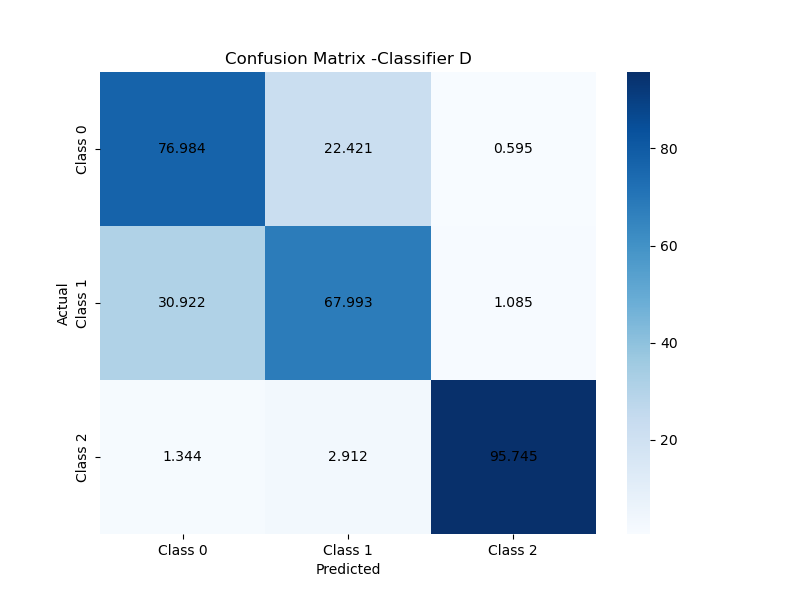 Confusion Matrix -Classifier D
Class 0
76.984 22.421 0.595
80
60
Actual
Class 1
30.922 67.993 1.085
40
20
Class 2
1.344 2.912 95.745
Class 0 Class 1 Class 2
Predicted